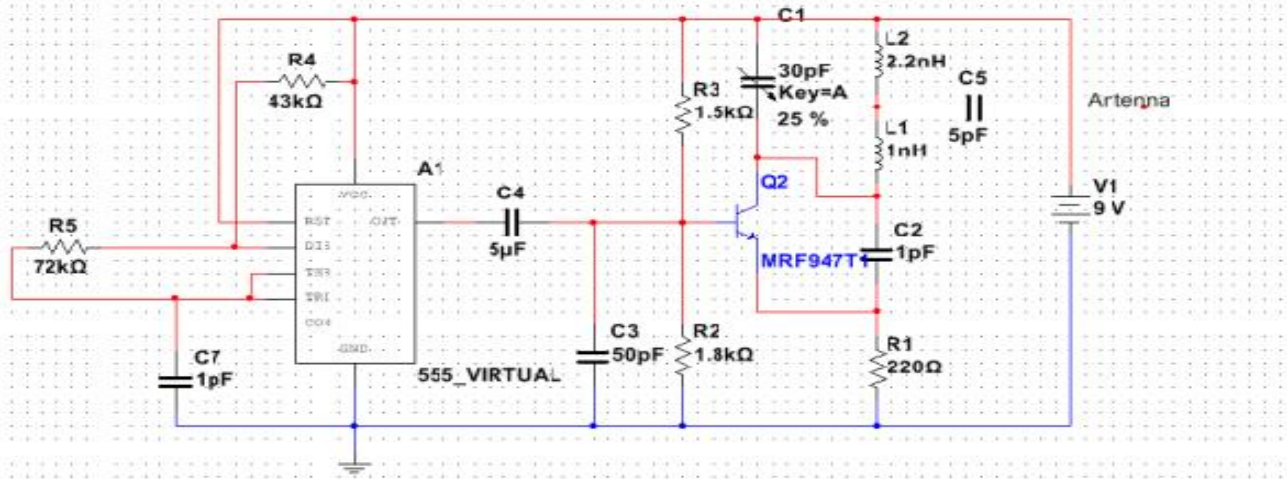 C1
L2
2.2nH
R4
43kΩ
30pF
Key=A
25 %
C5
5pF
R3
1.5kΩ
L1
1nH
A1
VCC
Q2
C4
5µF
V1
9 V
RST
OUT
R5
72kΩ
DIS
C2
1pF
MRF947T1
THR
TRI
CON
GND
C3
50pF
R2
1.8kΩ
R1
220Ω
C7
1pF
555_VIRTUAL